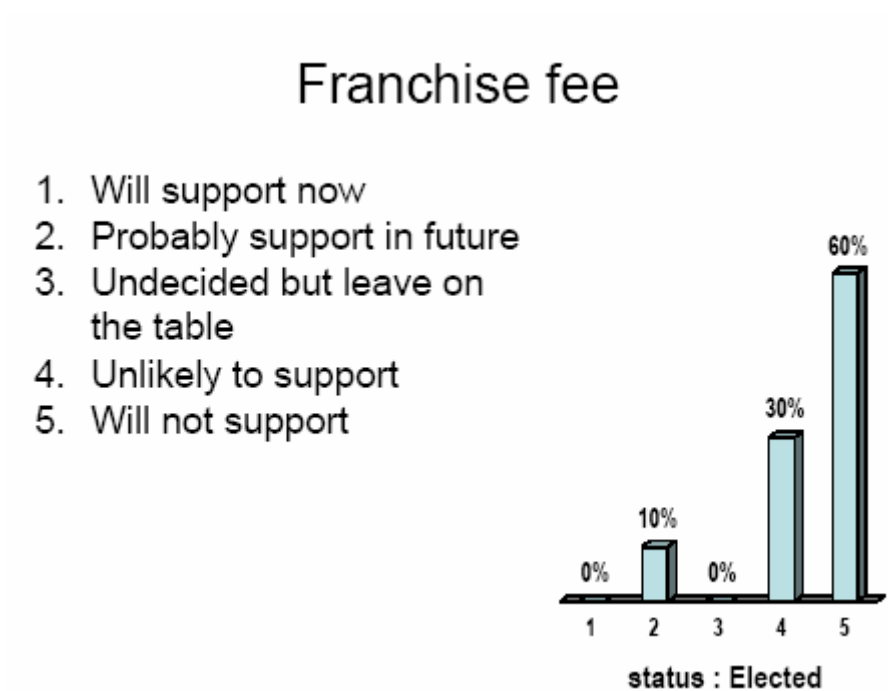 Franchise fee
1. Will support now
2. Probably support in future
3. Undecided but leave on
the table
4. Unlikely to support
5. Will not support
60%
30%
10%
0% 0%
1 2 3 4 5
status : Elected